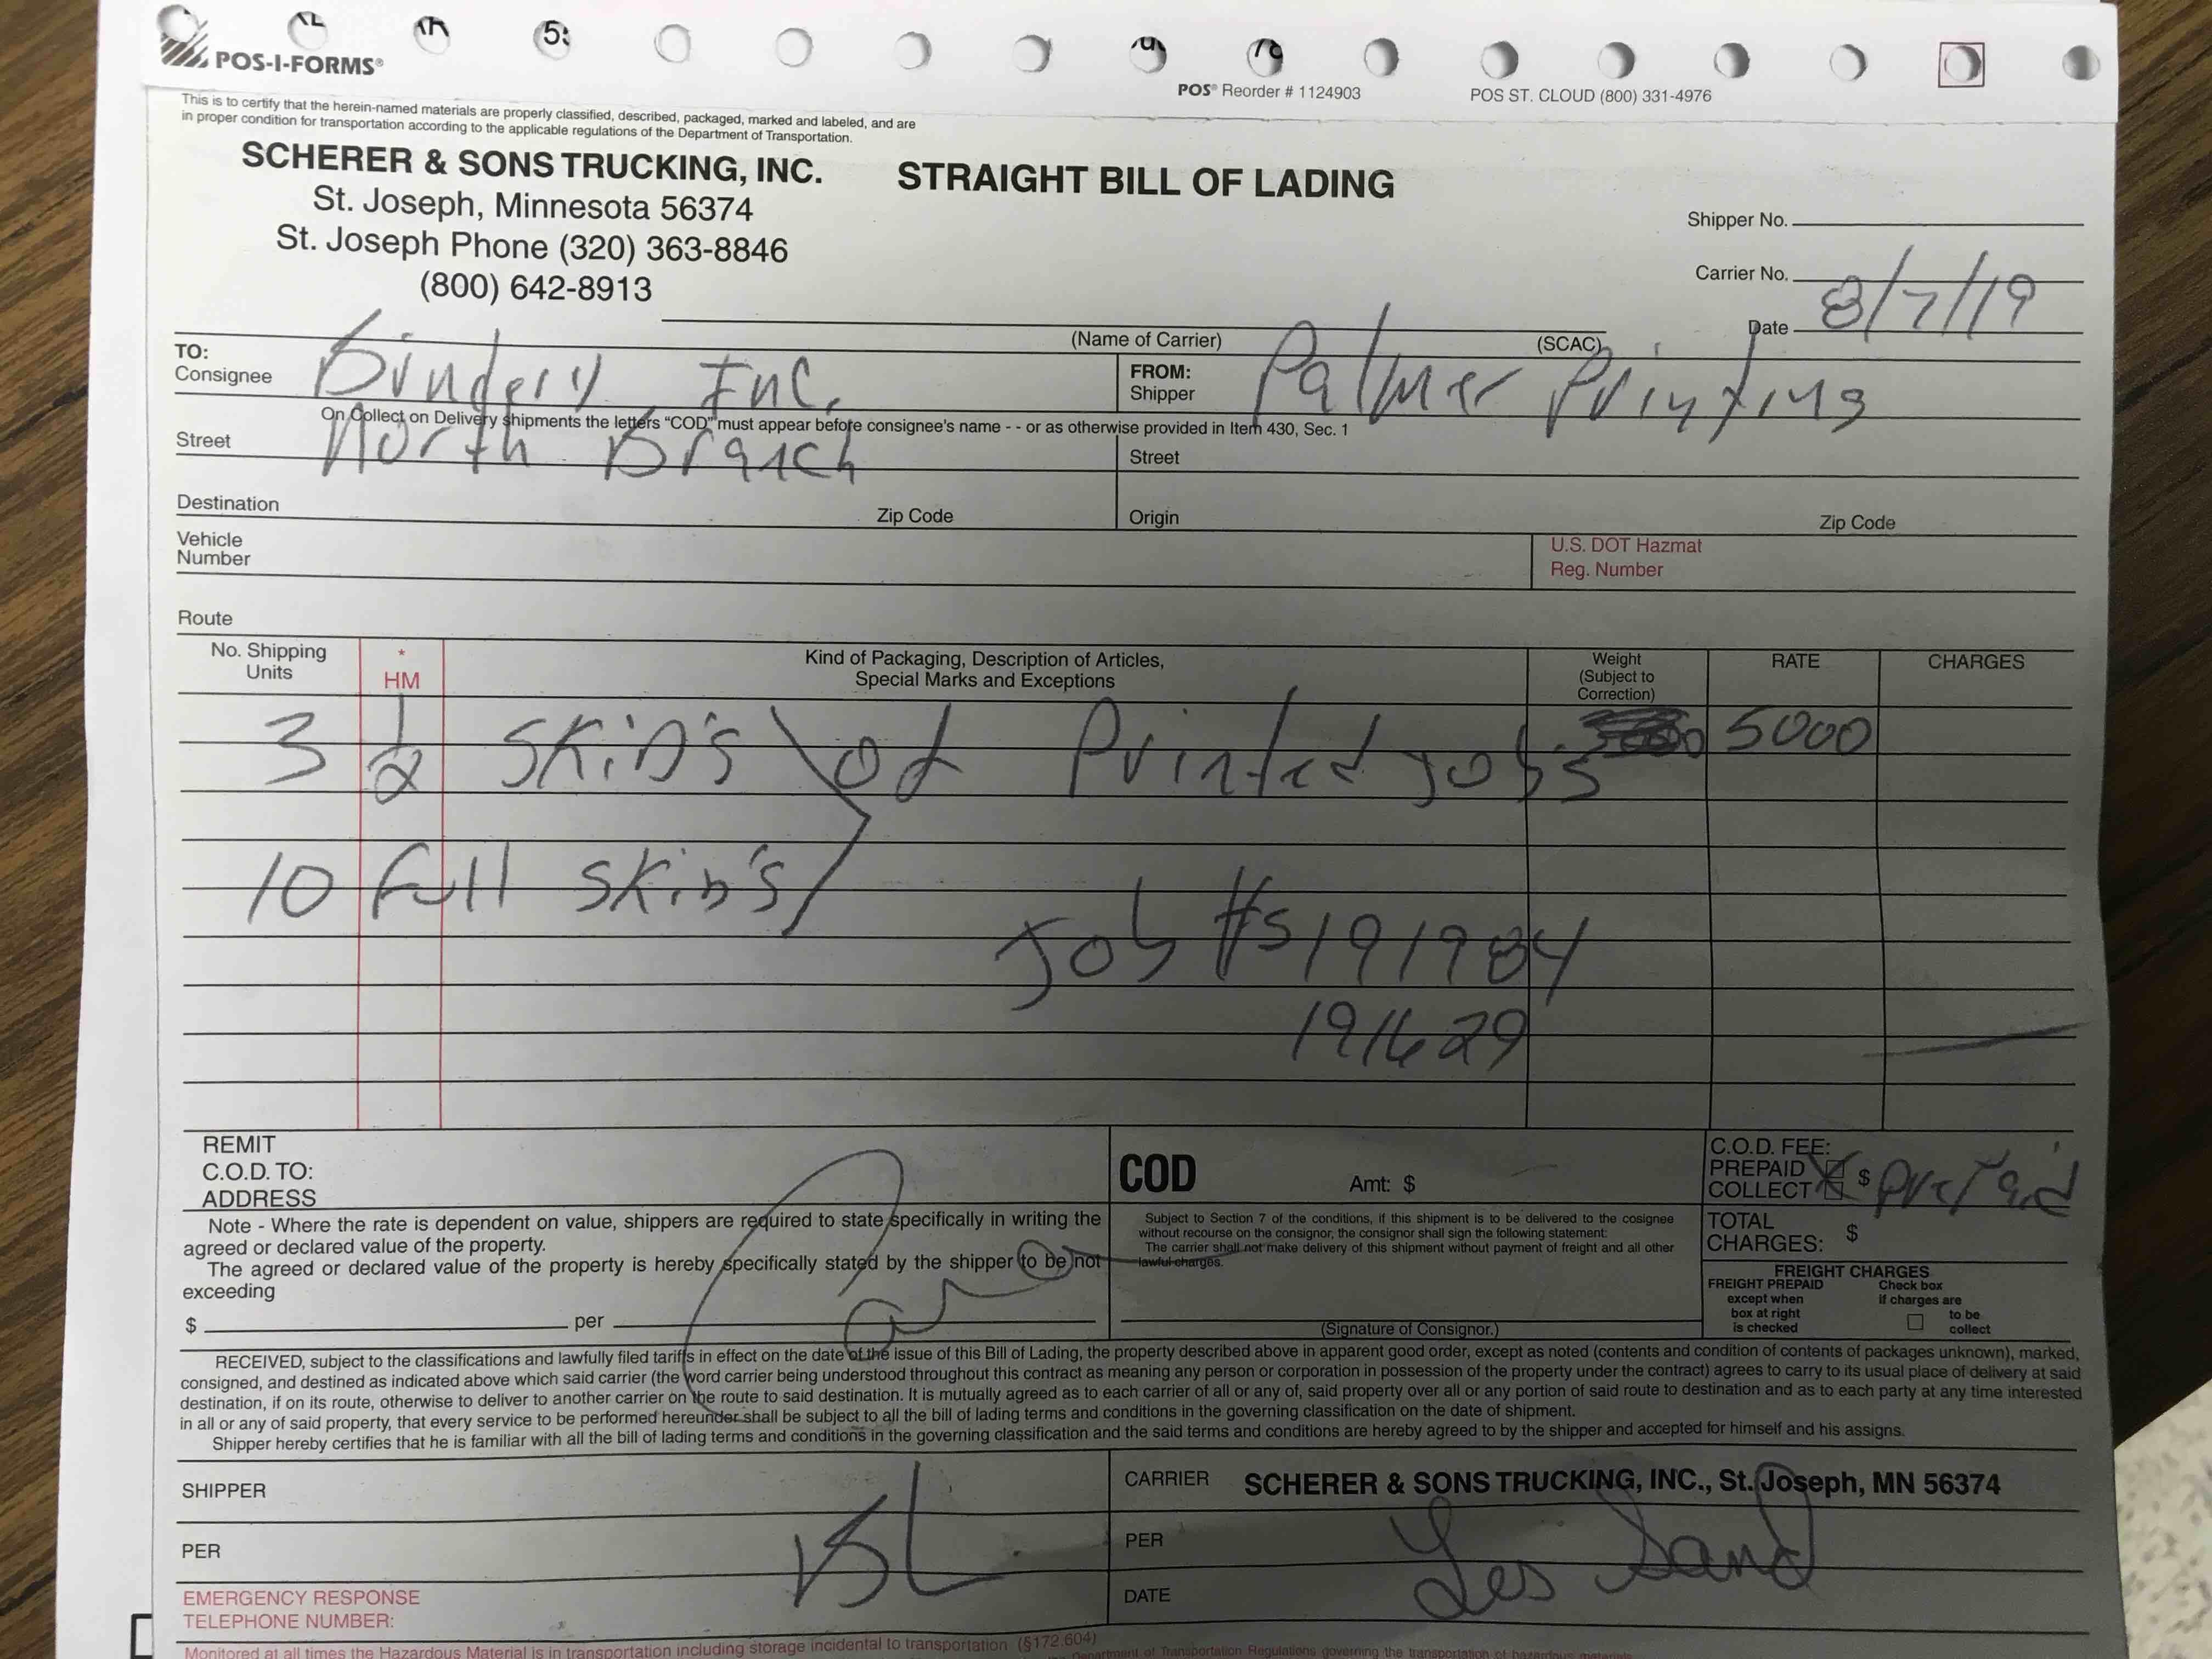 POS-I-FORMS®
POS® Reorder # 1124903
POS ST. CLOUD (800) 331-4976
This is to certify that the herein-named materials are properly classified, described, packaged, marked and labeled, and are
in proper condition for transportation according to the applicable regulations of the Department of Transportation.
SCHERER & SONS TRUCKING, INC.
St. Joseph, Minnesota 56374
St. Joseph Phone (320) 363-8846
(800) 642-8913
STRAIGHT BILL OF LADING
Shipper No.
Carrier No.
Date 8/7/19
(Name of Carrier)
(SCAC)
TO:
Consignee Bindery Inc.
FROM:
Shipper Palmer Printing
On Collect on Delivery shipments the letters “COD” must appear before consignee's name - - or as otherwise provided in Item 430, Sec. 1
Street North Branch
Street
Destination
Zip Code
Origin
Zip Code
Vehicle
Number
U.S. DOT Hazmat
Reg. Number
Route
No. Shipping
Units
*
HM
Kind of Packaging, Description of Articles,
Special Marks and Exceptions
Weight
(Subject to
Correction)
RATE
CHARGES
3 1/2 SKiD's of Printed Jobs 5000
10 full SKiD's
Job #s 191984
191629
REMIT
C.O.D. TO:
ADDRESS
COD
Amt: $
C.O.D. FEE:
PREPAID
COLLECT $ prepaid
Note - Where the rate is dependent on value, shippers are required to state specifically in writing the
agreed or declared value of the property.
The agreed or declared value of the property is hereby specifically stated by the shipper to be not
exceeding
$ per
Subject to Section 7 of the conditions, if this shipment is to be delivered to the cosignee
without recourse on the consignor, the consignor shall sign the following statement:
The carrier shall not make delivery of this shipment without payment of freight and all other
lawful charges.
(Signature of Consignor.)
TOTAL
CHARGES: $
FREIGHT CHARGES
FREIGHT PREPAID
except when
box at right
is checked
Check box
if charges are
to be
collect
RECEIVED, subject to the classifications and lawfully filed tariffs in effect on the date of the issue of this Bill of Lading, the property described above in apparent good order, except as noted (contents and condition of contents of packages unknown), marked,
consigned, and destined as indicated above which said carrier (the word carrier being understood throughout this contract as meaning any person or corporation in possession of the property under the contract) agrees to carry to its usual place of delivery at said
destination, if on its route, otherwise to deliver to another carrier on the route to said destination. It is mutually agreed as to each carrier of all or any of, said property over all or any portion of said route to destination and as to each party at any time interested
in all or any of said property, that every service to be performed hereunder shall be subject to all the bill of lading terms and conditions in the governing classification on the date of shipment.
Shipper hereby certifies that he is familiar with all the bill of lading terms and conditions in the governing classification and the said terms and conditions are hereby agreed to by the shipper and accepted for himself and his assigns.
SHIPPER
CARRIER SCHERER & SONS TRUCKING, INC., St. Joseph, MN 56374
PER
PER Les Sand
DATE
EMERGENCY RESPONSE
TELEPHONE NUMBER:
Monitored at all times the Hazardous Material is in transportation including storage incidental to transportation (§172.604)
Department of Transportation Regulations governing the transportation of hazardous materials